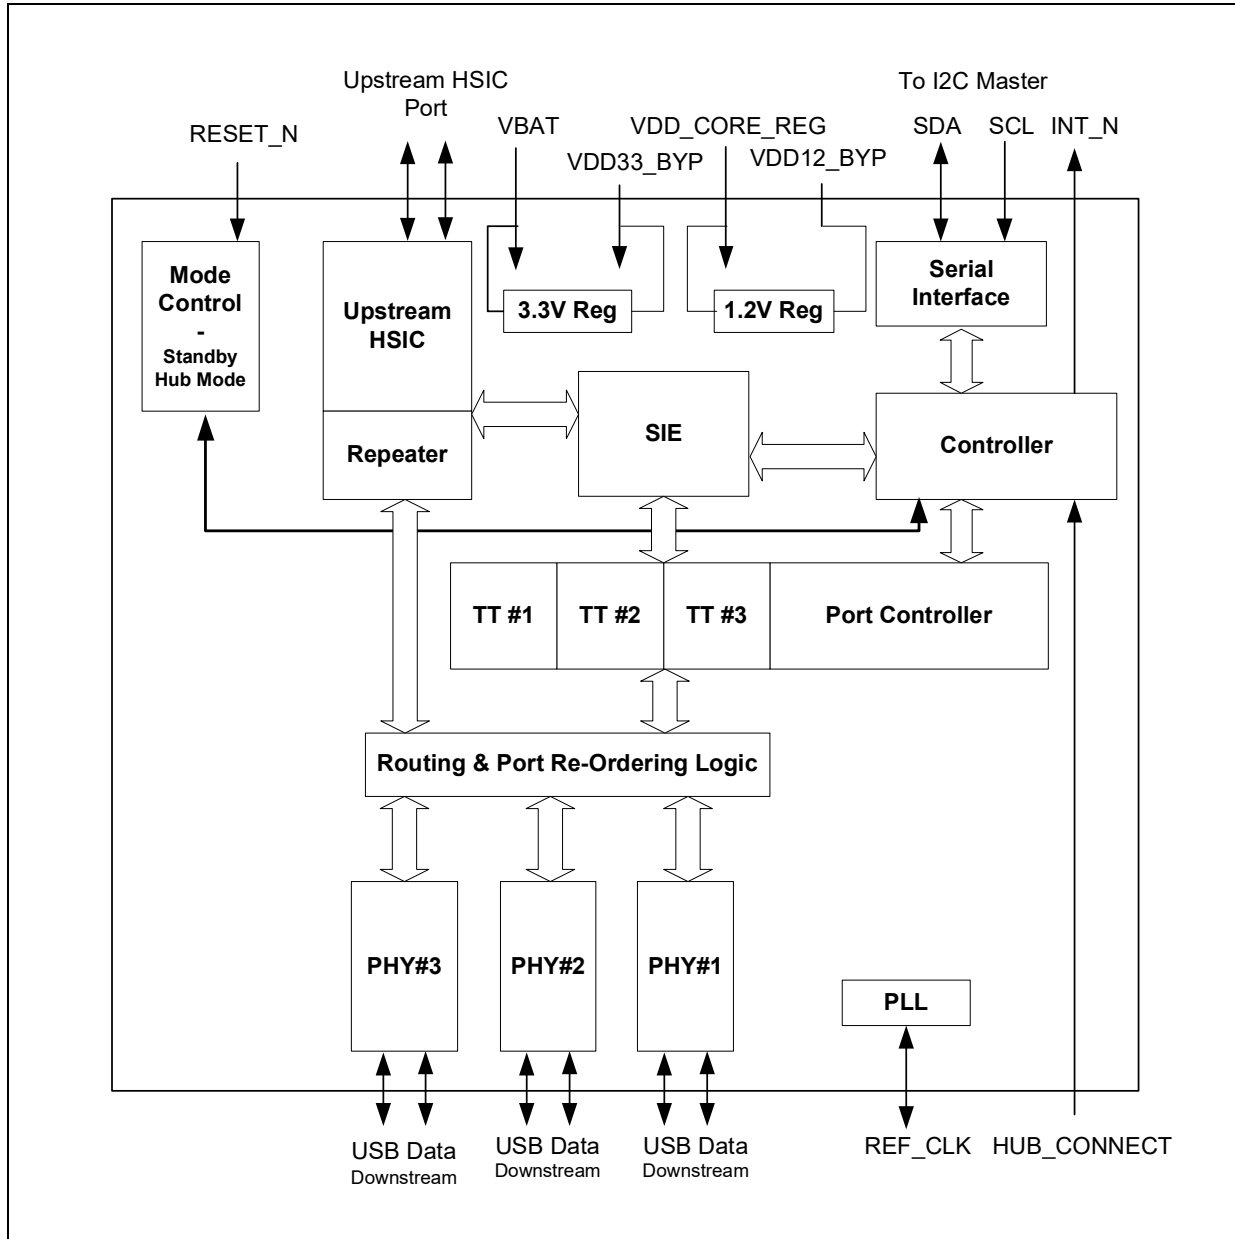 Upstream HSIC
Port
To I2C Master
RESET_N
VBAT
VDD_CORE_REG
SDA
SCL
INT_N
VDD33_BYP
VDD12_BYP
Mode
Control
-
Standby
Hub Mode
Upstream
HSIC
3.3V Reg
1.2V Reg
Serial
Interface
Repeater
SIE
Controller
TT #1
TT #2
TT #3
Port Controller
Routing & Port Re-Ordering Logic
PHY#3
PHY#2
PHY#1
PLL
USB Data
Downstream
USB Data
Downstream
USB Data
Downstream
REF_CLK
HUB_CONNECT